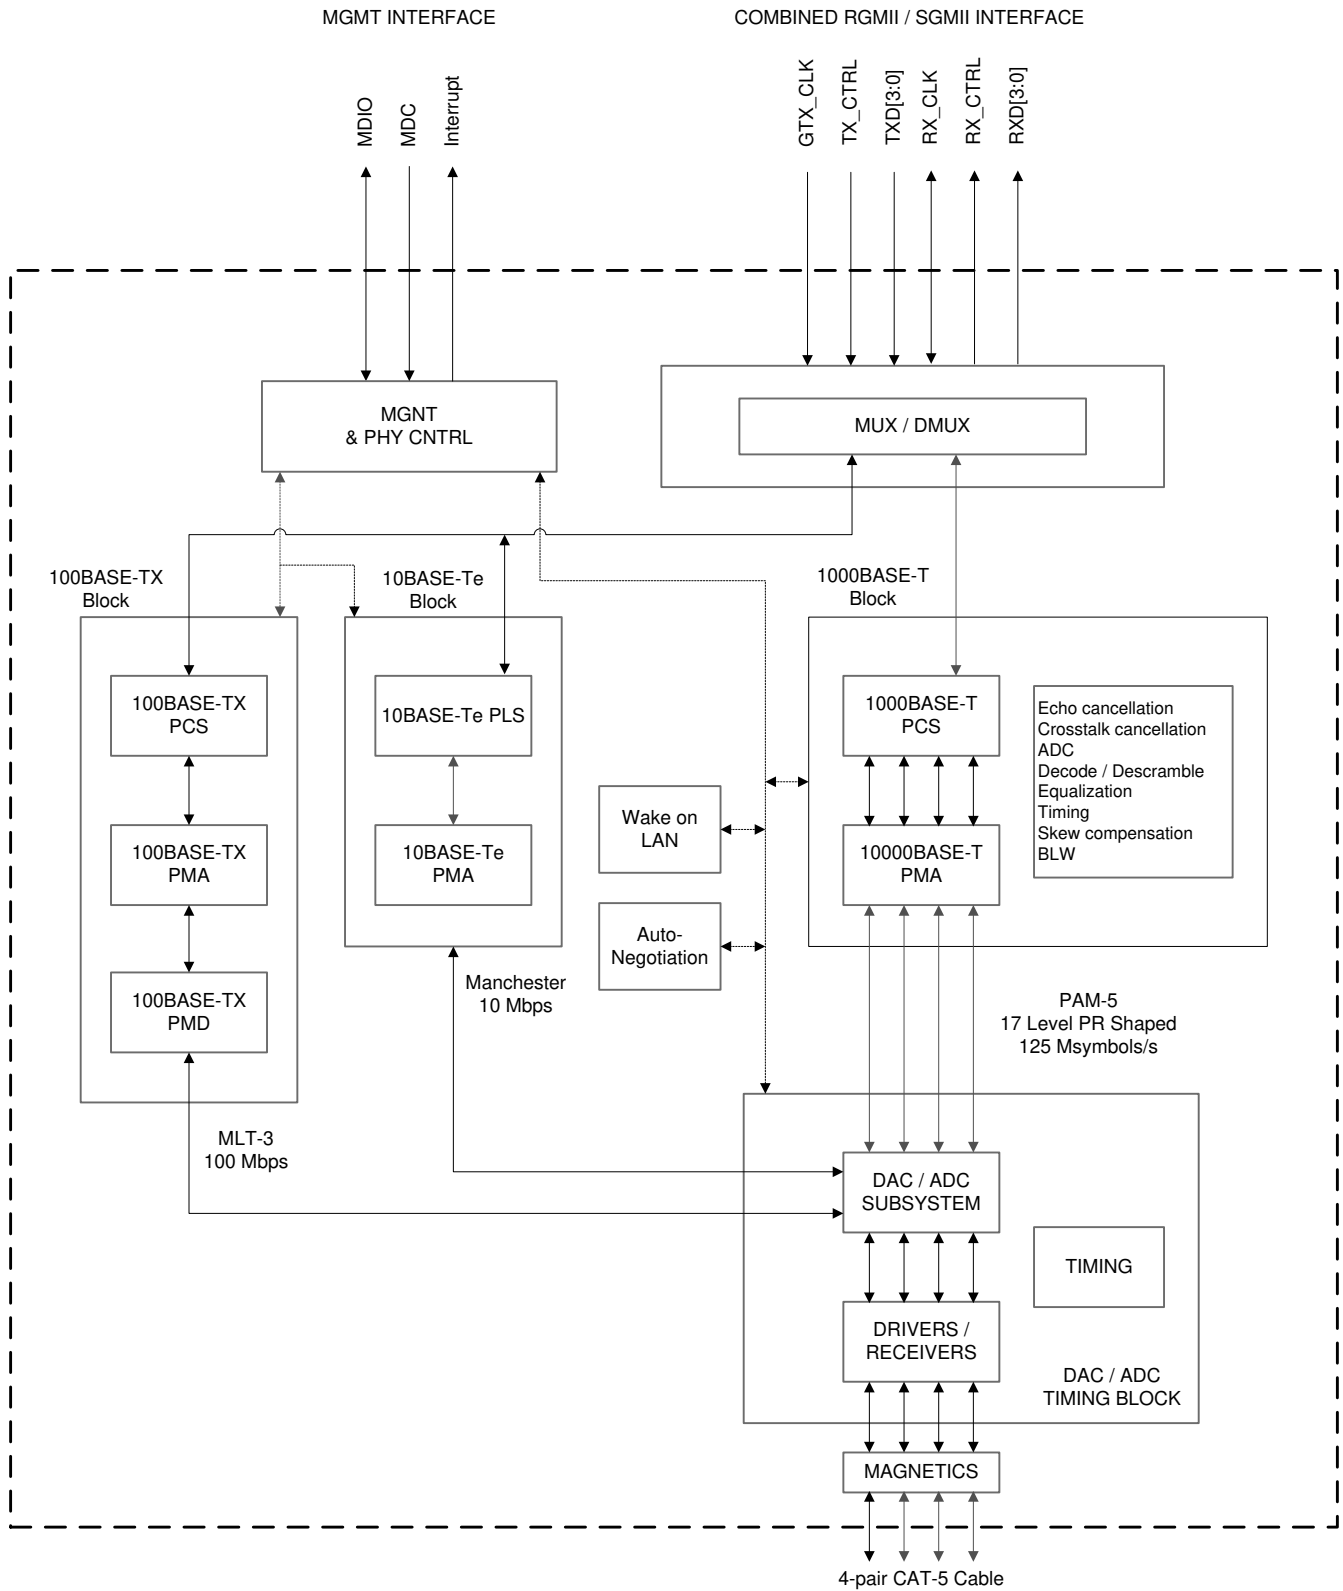 MGMT INTERFACE
COMBINED RGMII / SGMII INTERFACE
MDIO
MDC
Interrupt
GTX_CLK
TX_CTRL
TXD[3:0]
RX_CLK
RX_CTRL
RXD[3:0]
MGNT
& PHY CNTRL
MUX / DMUX
100BASE-TX
Block
10BASE-Te
Block
1000BASE-T
Block
100BASE-TX
PCS
10BASE-Te PLS
1000BASE-T
PCS
Echo cancellation
Crosstalk cancellation
ADC
Decode / Descramble
Equalization
Timing
Skew compensation
BLW
Wake on
LAN
100BASE-TX
PMA
10BASE-Te
PMA
10000BASE-T
PMA
Auto-
Negotiation
100BASE-TX
PMD
Manchester
10 Mbps
PAM-5
17 Level PR Shaped
125 Msymbols/s
MLT-3
100 Mbps
DAC / ADC
SUBSYSTEM
TIMING
DRIVERS /
RECEIVERS
DAC / ADC
TIMING BLOCK
MAGNETICS
4-pair CAT-5 Cable